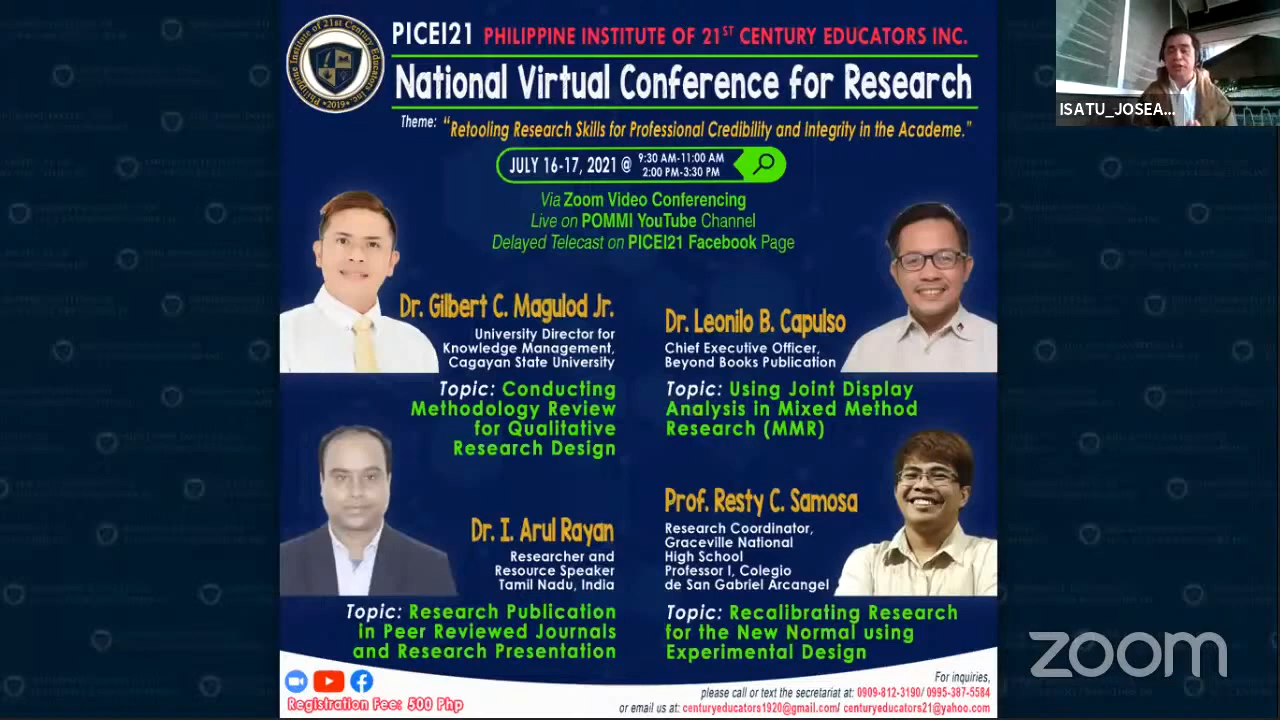 PICEI21 PHILIPPINE INSTITUTE OF 21ST CENTURY EDUCATORS INC.
National Virtual Conference for Research
Theme: "Retooling Research Skills for Professional Credibility and Integrity in the Academe."
JULY 16-17, 2021 @ 9:30 AM-11:00 AM
2:00 PM-3:30 PM
Via Zoom Video Conferencing
Live on POMMI YouTube Channel
Delayed Telecast on PICEI21 Facebook Page
Philippine Institute of 21st Century Educators Inc.
•2019•
ISATU_JOSEA...
Dr. Gilbert C. Magulod Jr.
University Director for
Knowledge Management,
Cagayan State University
Topic: Conducting
Methodology Review
for Qualitative
Research Design
Dr. Leonilo B. Capulso
Chief Executive Officer,
Beyond Books Publication
Topic: Using Joint Display
Analysis in Mixed Method
Research (MMR)
Dr. I. Arul Rayan
Researcher and
Resource Speaker
Tamil Nadu, India
Topic: Research Publication
in Peer Reviewed Journals
and Research Presentation
Prof. Resty C. Samosa
Research Coordinator,
Graceville National
High School
Professor I, Colegio
de San Gabriel Arcangel
Topic: Recalibrating Research
for the New Normal using
Experimental Design
Registration Fee: 500 Php
For inquiries,
please call or text the secretariat at: 0909-812-3190/ 0995-387-5584
or email us at: centuryeducators1920@gmail.com/ centuryeducators21@yahoo.com
zoom